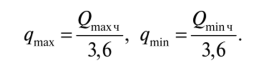 q_max = Q_max ч / 3,6, q_min = Q_min ч / 3,6.